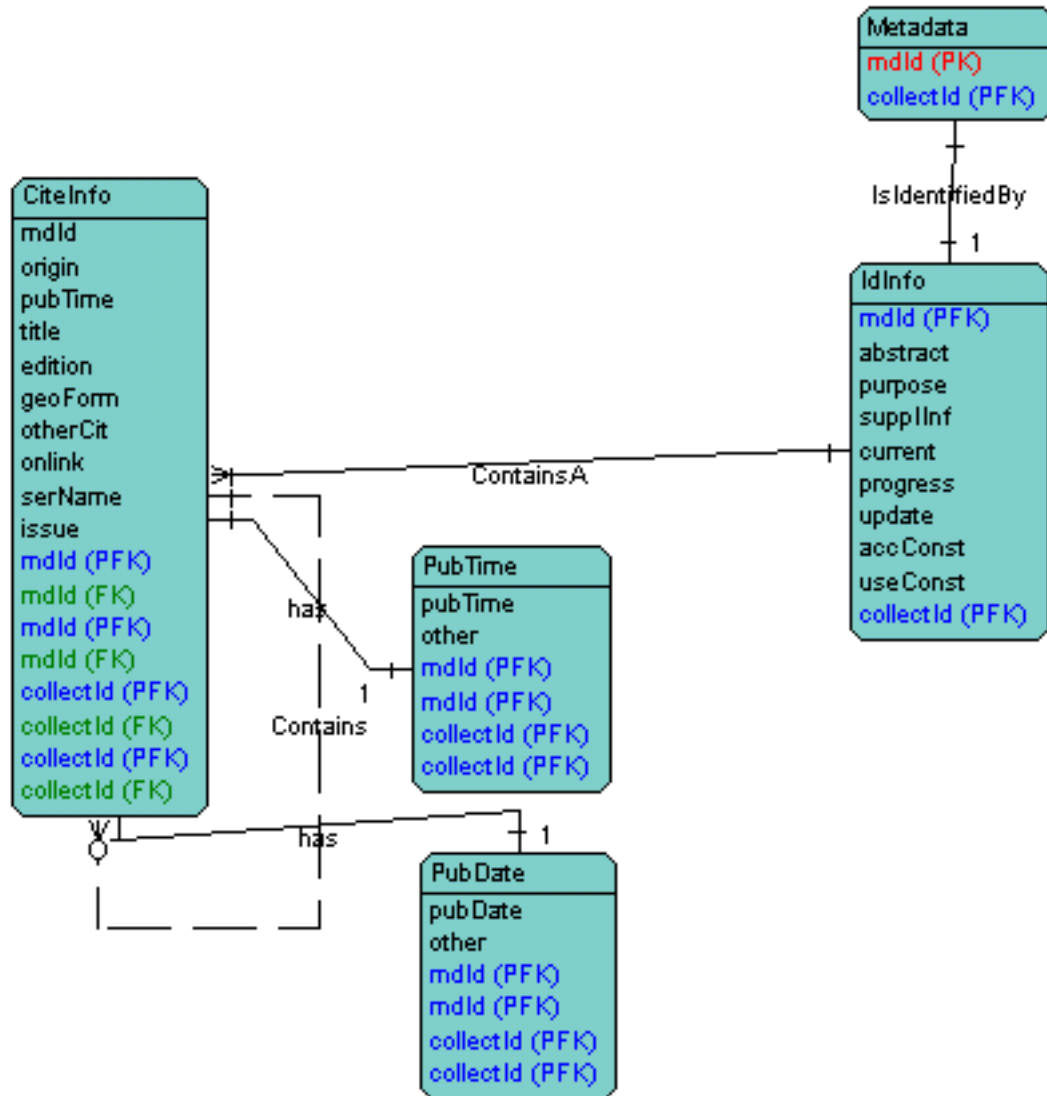 Metadata
mdId (PK)
collectId (PFK)
IsIdentifiedBy
1
CiteInfo
mdId
origin
pubTime
title
edition
geoForm
otherCit
onlink
serName
issue
mdId (PFK)
mdId (FK)
mdId (PFK)
mdId (FK)
collectId (PFK)
collectId (FK)
collectId (PFK)
collectId (FK)
IdInfo
mdId (PFK)
abstract
purpose
supplInf
current
progress
update
accConst
useConst
collectId (PFK)
ContainsA
has
1
Contains
PubTime
pubTime
other
mdId (PFK)
mdId (PFK)
collectId (PFK)
collectId (PFK)
has
1
PubDate
pubDate
other
mdId (PFK)
mdId (PFK)
collectId (PFK)
collectId (PFK)